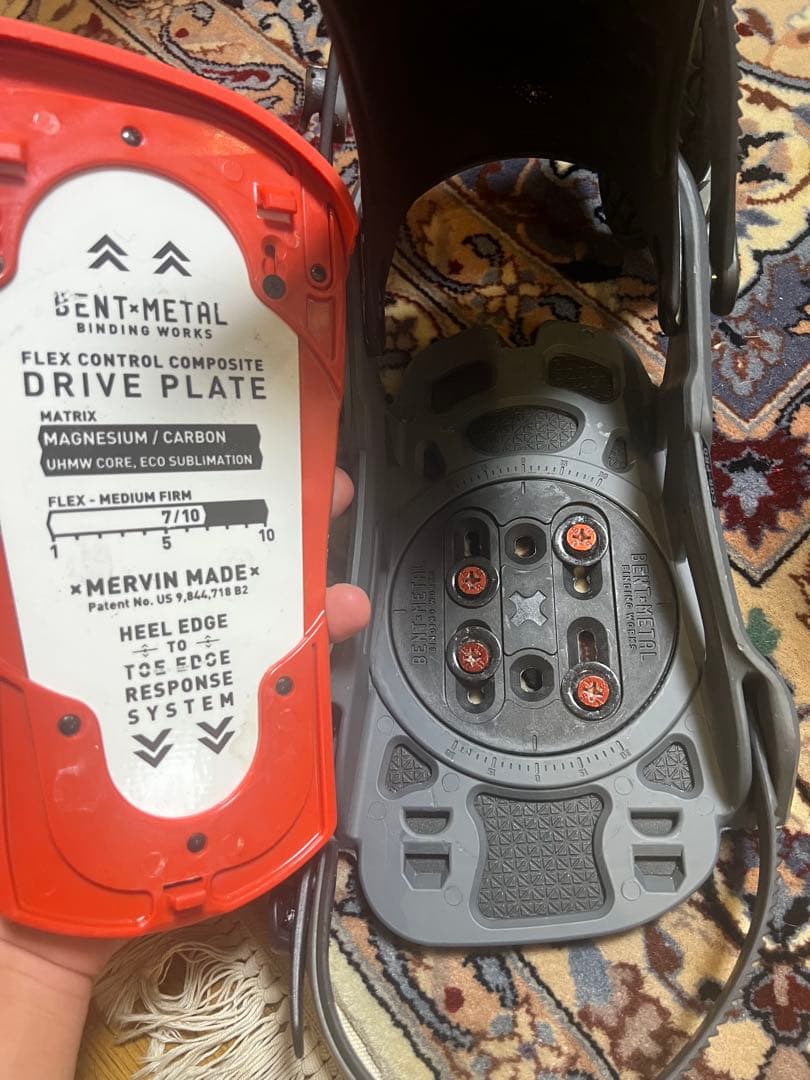 BENT×METAL
BINDING WORKS
FLEX CONTROL COMPOSITE
DRIVE PLATE
MATRIX
MAGNESIUM / CARBON
UHMW CORE, ECO SUBLIMATION
FLEX - MEDIUM FIRM
7/10
1 5 10
×MERVIN MADE×
Patent No. US 9,844,718 B2
HEEL EDGE
TO
TOE EDGE
RESPONSE
SYSTEM
BENT×METAL
BINDING WORKS
BENT×METAL
BINDING WORKS